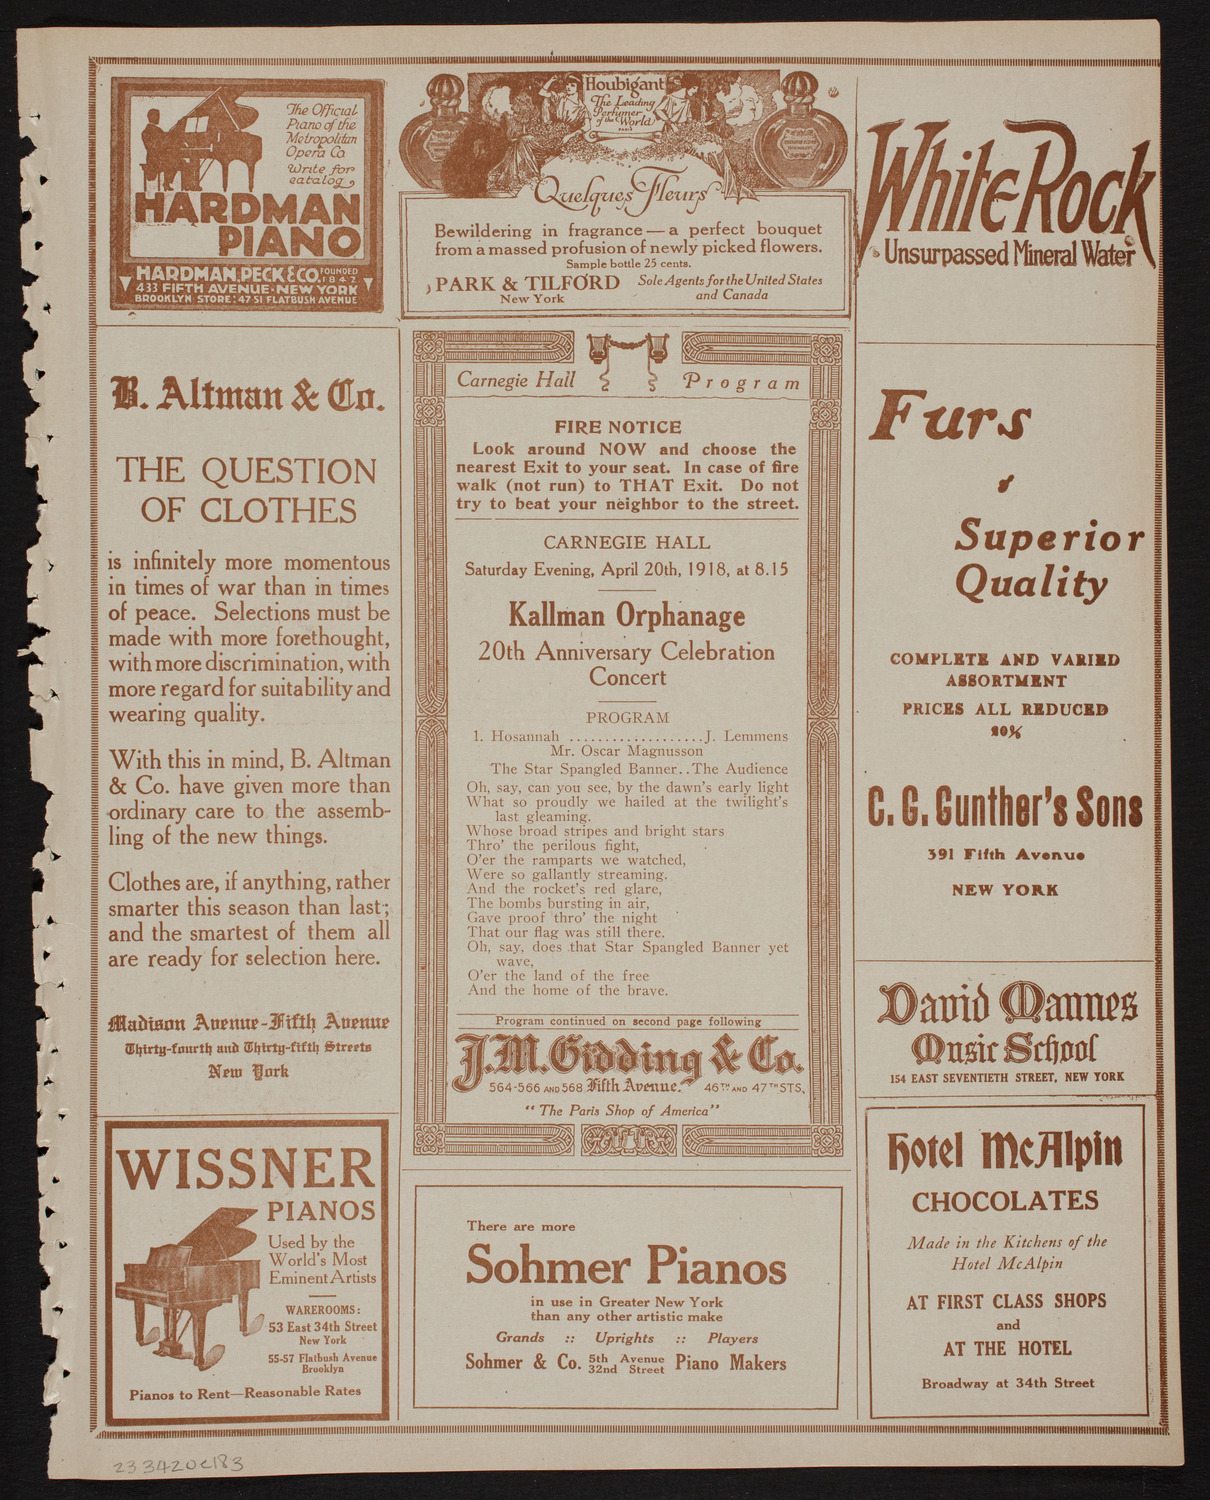 The Official
Piano of the
Metropolitan
Opera Co
Write for
catalog
HARDMAN
PIANO
HARDMAN, PECK & CO. FOUNDED 1842
433 FIFTH AVENUE · NEW YORK
BROOKLYN STORE: 47-51 FLATBUSH AVENUE
B. Altman & Co.
THE QUESTION
OF CLOTHES
is infinitely more momentous
in times of war than in times
of peace. Selections must be
made with more forethought,
with more discrimination, with
more regard for suitability and
wearing quality.
With this in mind, B. Altman
& Co. have given more than
ordinary care to the assemb-
ling of the new things.
Clothes are, if anything, rather
smarter this season than last;
and the smartest of them all
are ready for selection here.
Madison Avenue-Fifth Avenue
Thirty-fourth and Thirty-fifth Streets
New York
WISSNER
PIANOS
Used by the
World's Most
Eminent Artists
WAREROOMS:
53 East 34th Street
New York
55-57 Flatbush Avenue
Brooklyn
Pianos to Rent—Reasonable Rates
Houbigant
The Leading
Perfumer
of the World
PARIS
Quelques Fleurs
Bewildering in fragrance — a perfect bouquet
from a massed profusion of newly picked flowers.
Sample bottle 25 cents.
PARK & TILFORD Sole Agents for the United States
New York and Canada
Carnegie Hall Program
FIRE NOTICE
Look around NOW and choose the
nearest Exit to your seat. In case of fire
walk (not run) to THAT Exit. Do not
try to beat your neighbor to the street.
CARNEGIE HALL
Saturday Evening, April 20th, 1918, at 8.15
Kallman Orphanage
20th Anniversary Celebration
Concert
PROGRAM
1. Hosannah ...................J. Lemmens
Mr. Oscar Magnusson
The Star Spangled Banner..The Audience
Oh, say, can you see, by the dawn's early light
What so proudly we hailed at the twilight's
last gleaming.
Whose broad stripes and bright stars
Thro' the perilous fight,
O'er the ramparts we watched,
Were so gallantly streaming.
And the rocket's red glare,
The bombs bursting in air,
Gave proof thro' the night
That our flag was still there.
Oh, say, does that Star Spangled Banner yet
wave,
O'er the land of the free
And the home of the brave.
Program continued on second page following
J. M. Gidding & Co.
564-566 AND 568 Fifth Avenue. 46TH AND 47TH STS.
"The Paris Shop of America"
There are more
Sohmer Pianos
in use in Greater New York
than any other artistic make
Grands :: Uprights :: Players
Sohmer & Co. 5th Avenue 32nd Street Piano Makers
White Rock
Unsurpassed Mineral Water
Furs
of
Superior
Quality
COMPLETE AND VARIED
ASSORTMENT
PRICES ALL REDUCED
20%
C. G. Gunther's Sons
391 Fifth Avenue
NEW YORK
David Mannes
Music School
154 EAST SEVENTIETH STREET, NEW YORK
Hotel McAlpin
CHOCOLATES
Made in the Kitchens of the
Hotel McAlpin
AT FIRST CLASS SHOPS
and
AT THE HOTEL
Broadway at 34th Street